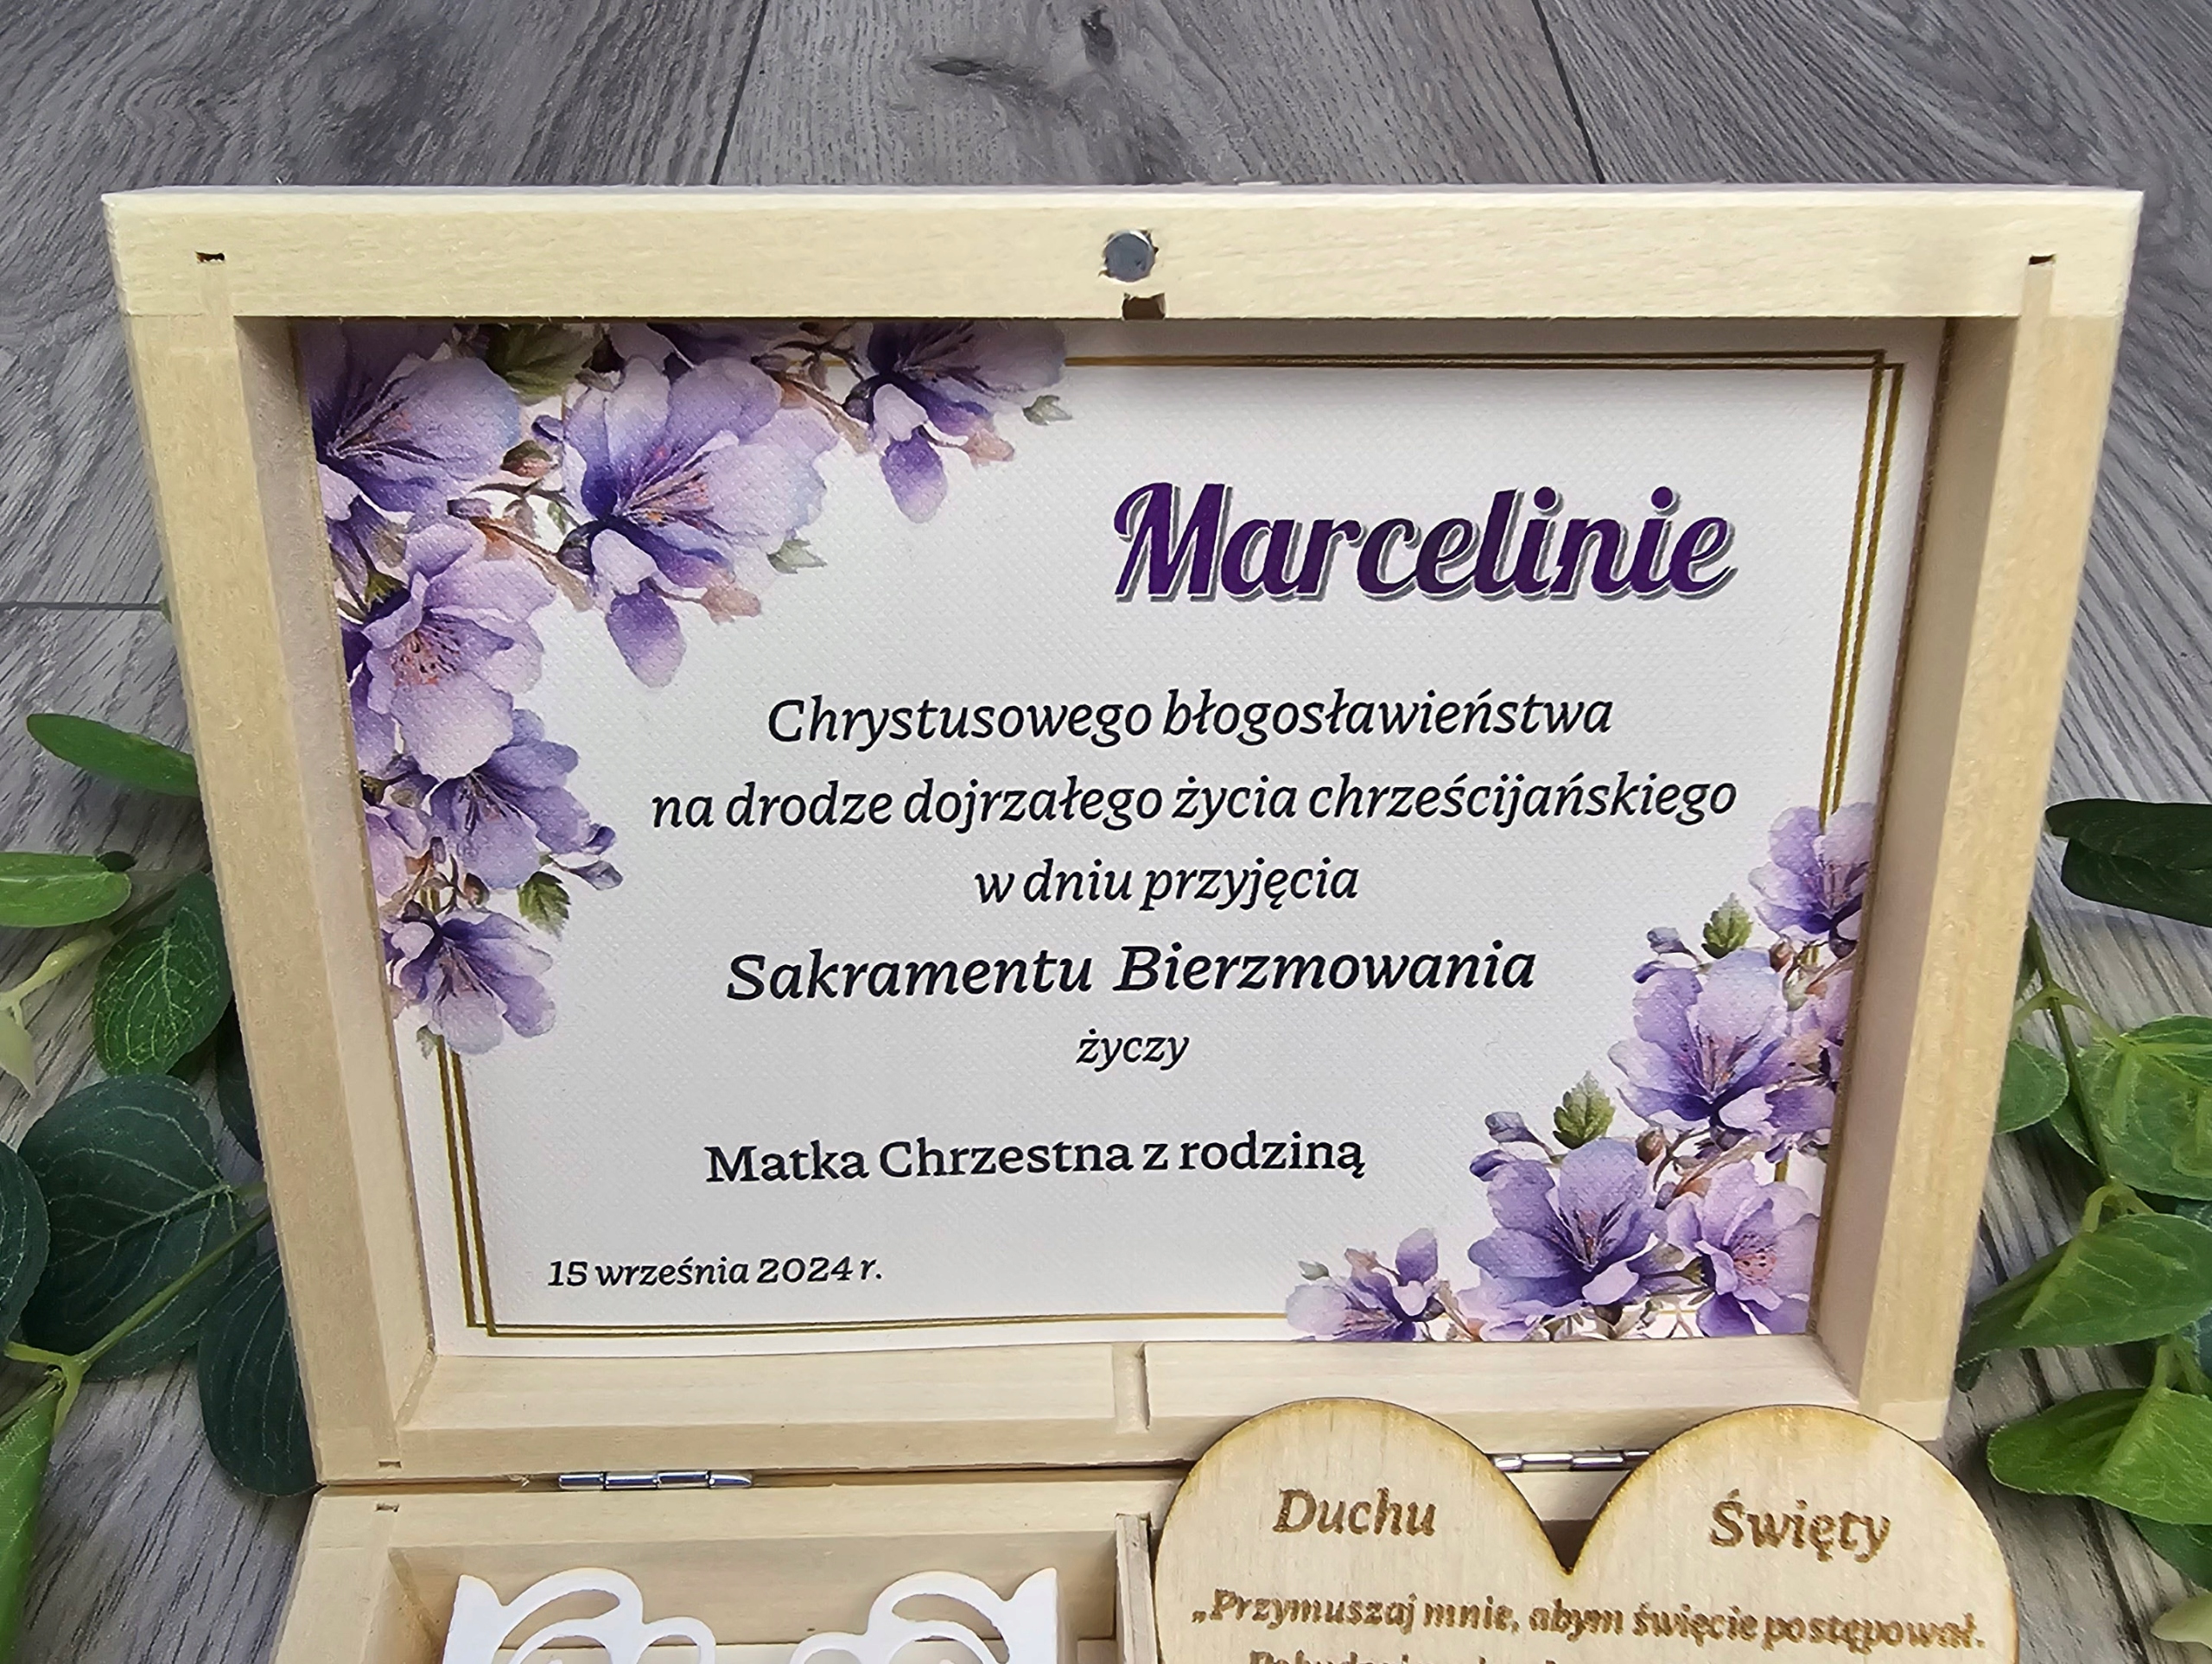 Marcelinie
Chrystusowego błogosławieństwa
na drodze dojrzałego życia chrześcijańskiego
w dniu przyjęcia
Sakramentu Bierzmowania
życzy
Matka Chrzestna z rodziną
15 września 2024 r.
Duchu Święty
„Przymuszaj mnie, abym święcie postępował.